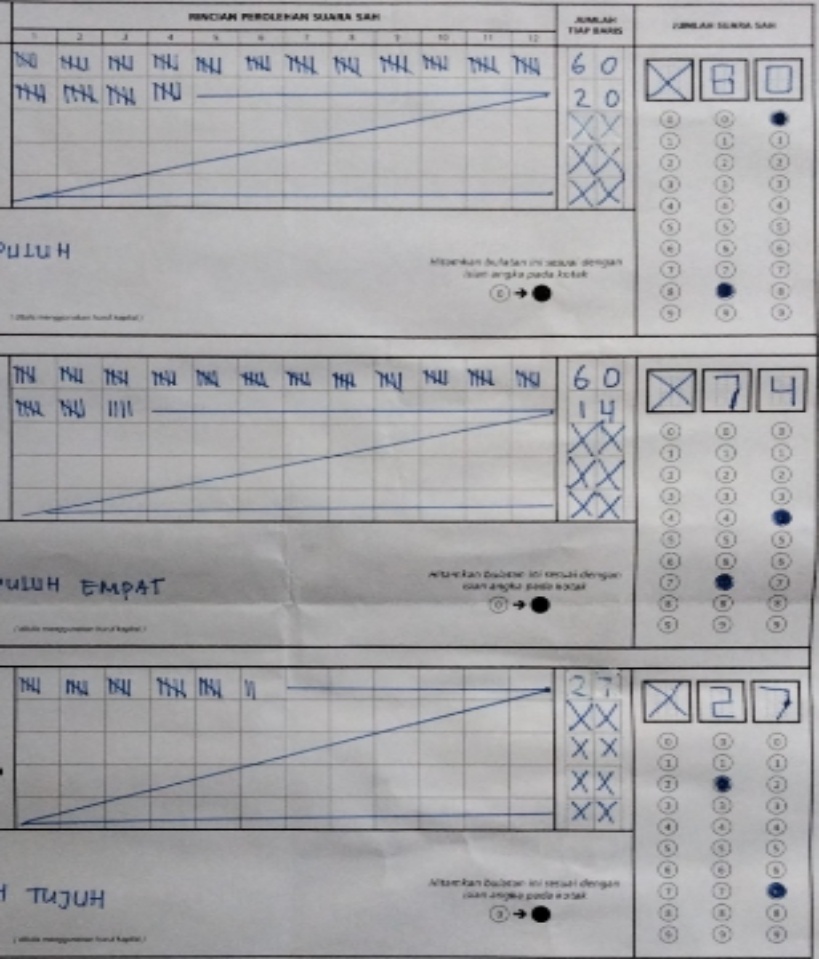 RINCIAN PEROLEHAN SUARA SAH
JUMLAH TIAP BARIS
JUMLAH SUARA SAH
1 2 3 4 5 6 7 8 9 10 11 12
6 0
2 0
X X
X X
X X
X 8 0
PULUH
Hitamkan bulatan ini sesuai dengan
isian angka pada kotak
(ditulis menggunakan huruf kapital)
6 0
1 4
X X
X X
X X
X 7 4
PULUH EMPAT
Hitamkan bulatan ini sesuai dengan
isian angka pada kotak
(ditulis menggunakan huruf kapital)
2 7
X X
X X
X X
X X
X 2 7
H TUJUH
Hitamkan bulatan ini sesuai dengan
isian angka pada kotak
(ditulis menggunakan huruf kapital)